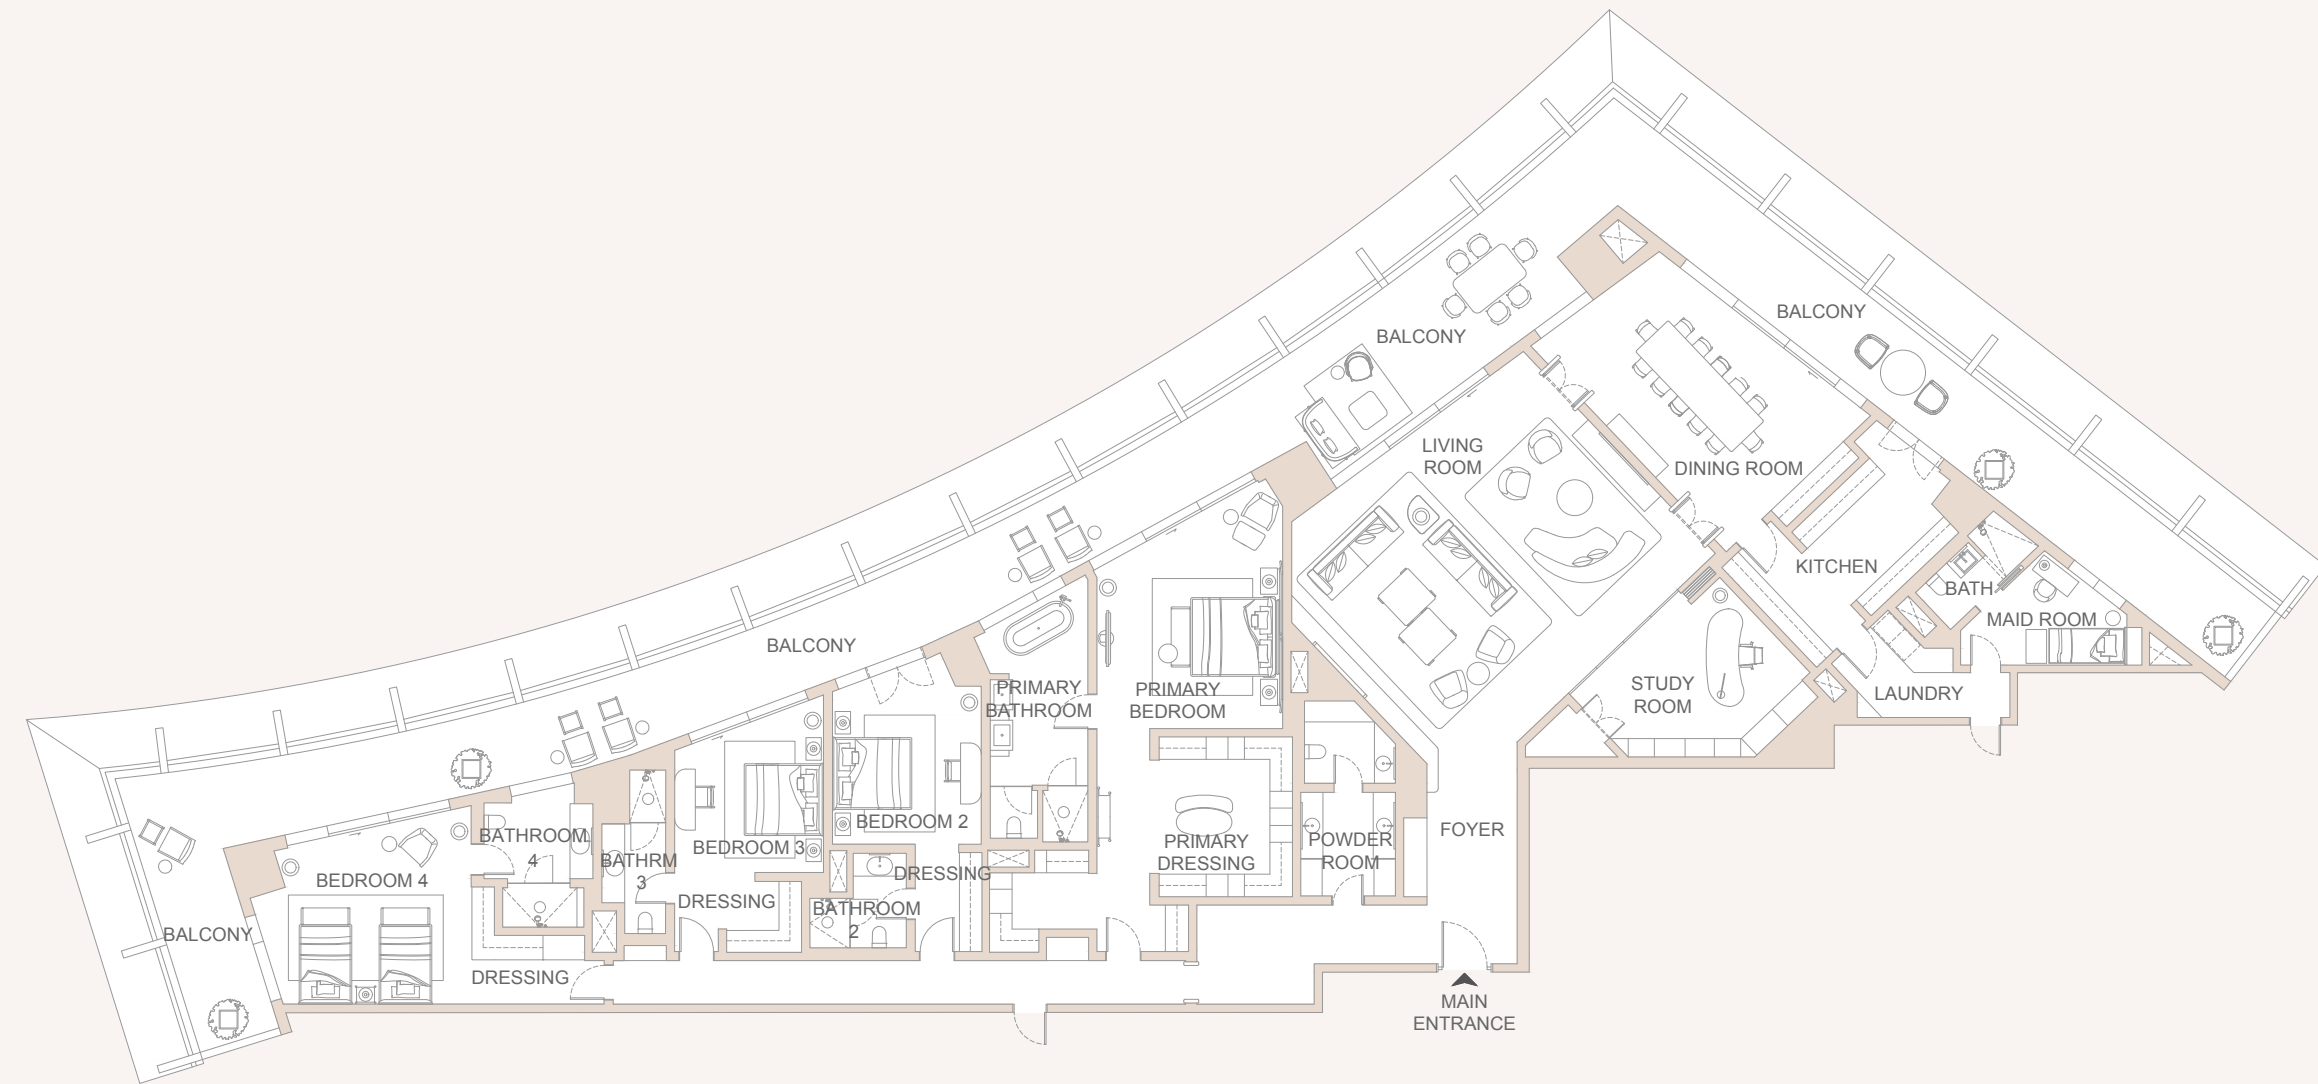 BALCONY
BALCONY
LIVING
ROOM
DINING ROOM
KITCHEN
BATH
MAID ROOM
BALCONY
PRIMARY
BATHROOM
PRIMARY
BEDROOM
STUDY
ROOM
LAUNDRY
BEDROOM 2
BATHROOM
4
BATHRM
3
BEDROOM 3
BEDROOM 4
DRESSING
PRIMARY
DRESSING
POWDER
ROOM
FOYER
DRESSING
BATHROOM
2
BALCONY
DRESSING
MAIN
ENTRANCE